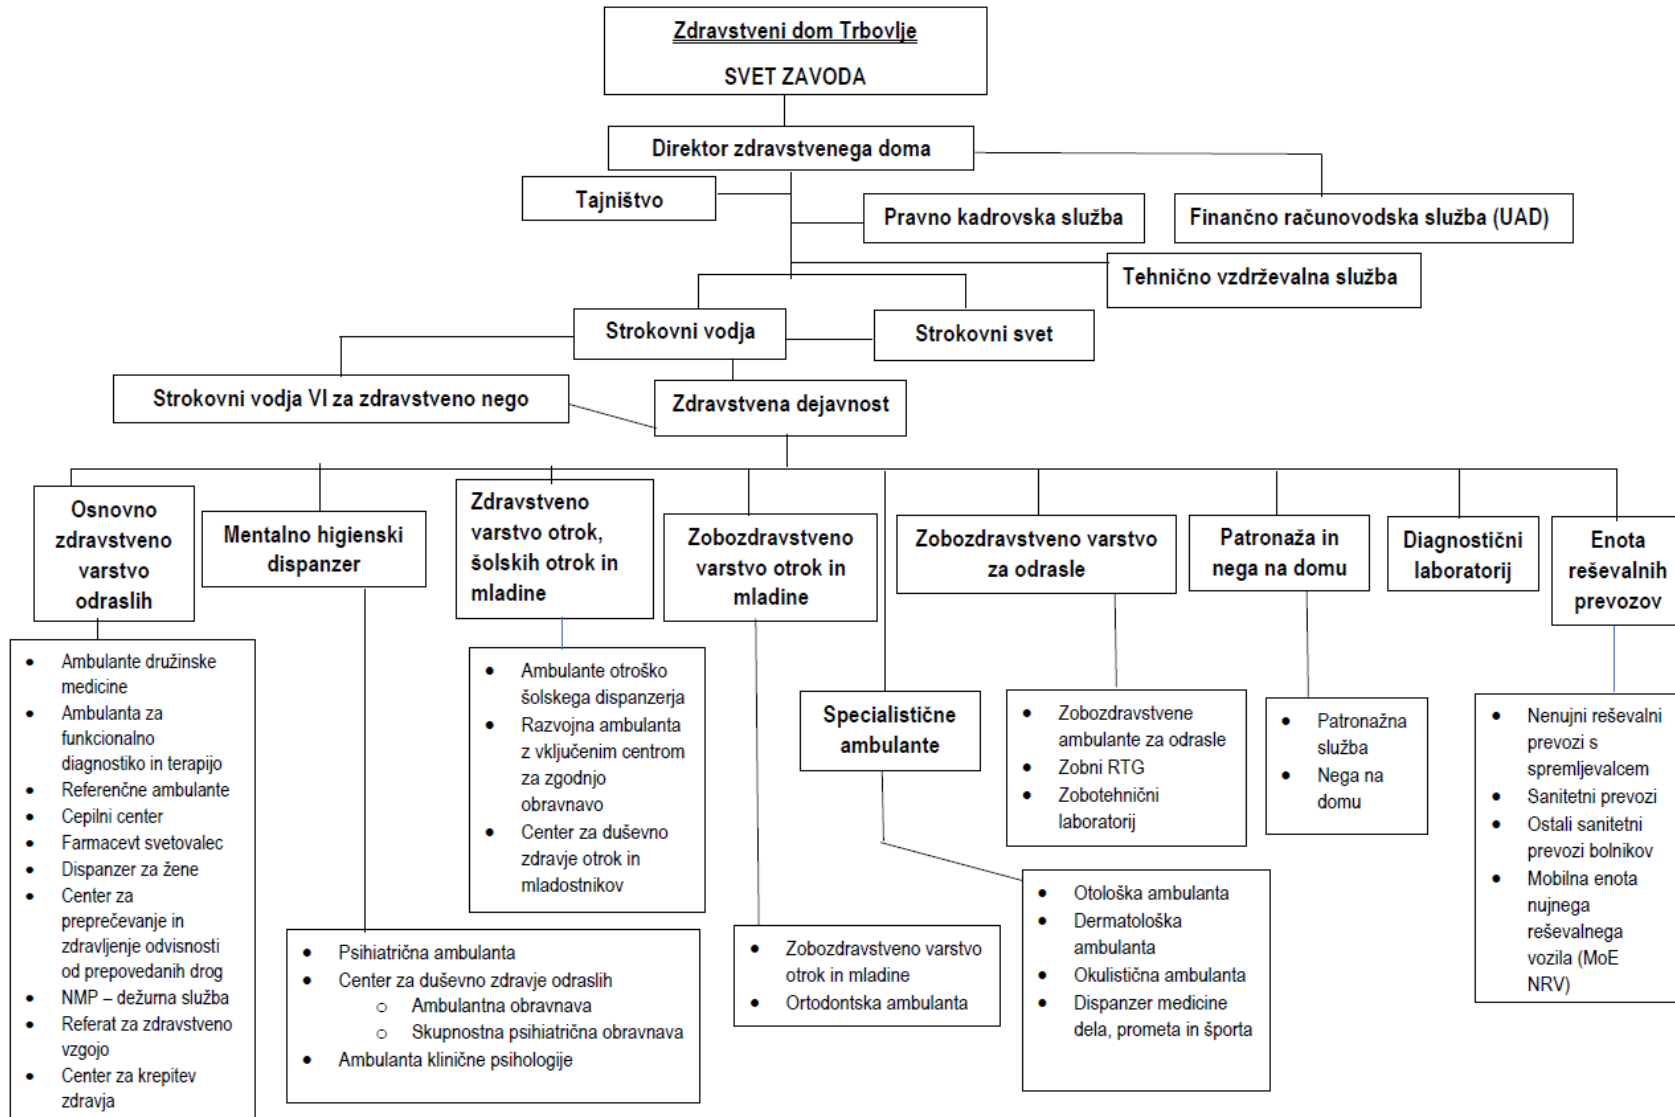 Zdravstveni dom Trbovlje
SVET ZAVODA
Direktor zdravstvenega doma
Tajništvo
Pravno kadrovska služba
Finančno računovodska služba (UAD)
Tehnično vzdrževalna služba
Strokovni vodja
Strokovni svet
Strokovni vodja VI za zdravstveno nego
Zdravstvena dejavnost
Osnovno
zdravstveno
varstvo
odraslih
Mentalno higienski
dispanzer
Zdravstveno
varstvo otrok,
šolskih otrok in
mladine
Zobozdravstveno
varstvo otrok in
mladine
Zobozdravstveno varstvo
za odrasle
Patronaža in
nega na domu
Diagnostični
laboratorij
Enota
reševalnih
prevozov
• Ambulante družinske
medicine
• Ambulanta za
funkcionalno
diagnostiko in terapijo
• Referenčne ambulante
• Cepilni center
• Farmacevt svetovalec
• Dispanzer za žene
• Center za
preprečevanje in
zdravljenje odvisnosti
od prepovedanih drog
• NMP – dežurna služba
• Referat za zdravstveno
vzgojo
• Center za krepitev
zdravja
• Psihiatrična ambulanta
• Center za duševno zdravje odraslih
o Ambulantna obravnava
o Skupnostna psihiatrična obravnava
• Ambulanta klinične psihologije
• Ambulante otroško
šolskega dispanzerja
• Razvojna ambulanta
z vključenim centrom
za zgodnjo
obravnavo
• Center za duševno
zdravje otrok in
mladostnikov
• Zobozdravstveno varstvo
otrok in mladine
• Ortodontska ambulanta
Specialistične
ambulante
• Otološka ambulanta
• Dermatološka
ambulanta
• Okulistična ambulanta
• Dispanzer medicine
dela, prometa in športa
• Zobozdravstvene
ambulante za odrasle
• Zobni RTG
• Zobotehnični
laboratorij
• Patronažna
služba
• Nega na
domu
• Nenujni reševalni
prevozi s
spremljevalcem
• Sanitetni prevozi
• Ostali sanitetni
prevozi bolnikov
• Mobilna enota
nujnega
reševalnega
vozila (MoE
NRV)